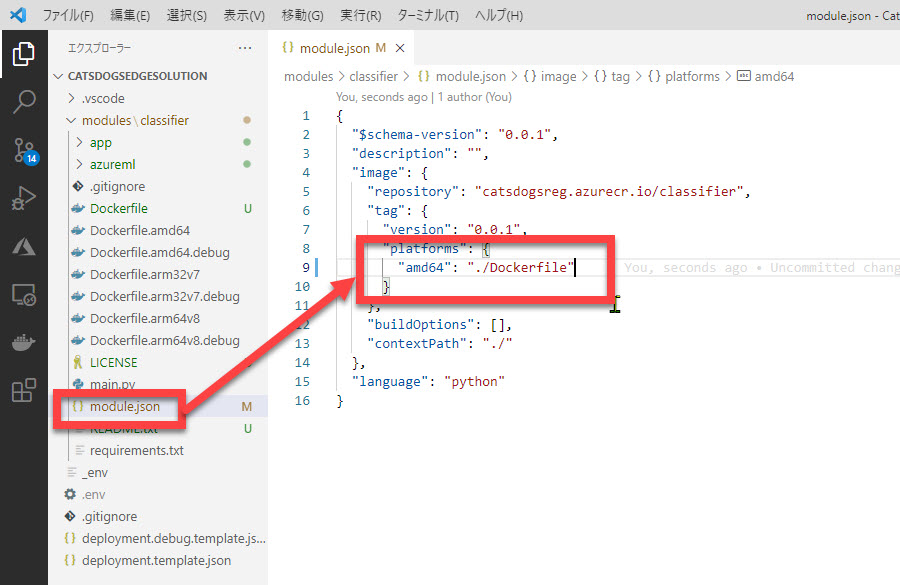 ファイル(F) 編集(E) 選択(S) 表示(V) 移動(G) 実行(R) ターミナル(T) ヘルプ(H) module.json - Cat
エクスプローラー ...
CATSDOGSEDGESOLUTION
.vscode
modules\classifier
app
azureml
.gitignore
Dockerfile U
Dockerfile.amd64
Dockerfile.amd64.debug
Dockerfile.arm32v7
Dockerfile.arm32v7.debug
Dockerfile.arm64v8
Dockerfile.arm64v8.debug
LICENSE
main.py
module.json M
README.txt U
requirements.txt
_env
.env
.gitignore
deployment.debug.template.js...
deployment.template.json
14
{} module.json M ×
modules > classifier > {} module.json > {} image > {} tag > {} platforms > abc amd64
You, seconds ago | 1 author (You)
1 {
2 "$schema-version": "0.0.1",
3 "description": "",
4 "image": {
5 "repository": "catsdogsreg.azurecr.io/classifier",
6 "tag": {
7 "version": "0.0.1",
8 "platforms": {
9 "amd64": "./Dockerfile" You, seconds ago • Uncommitted chang
10 }
11 },
12 "buildOptions": [],
13 "contextPath": "./"
14 },
15 "language": "python"
16 }